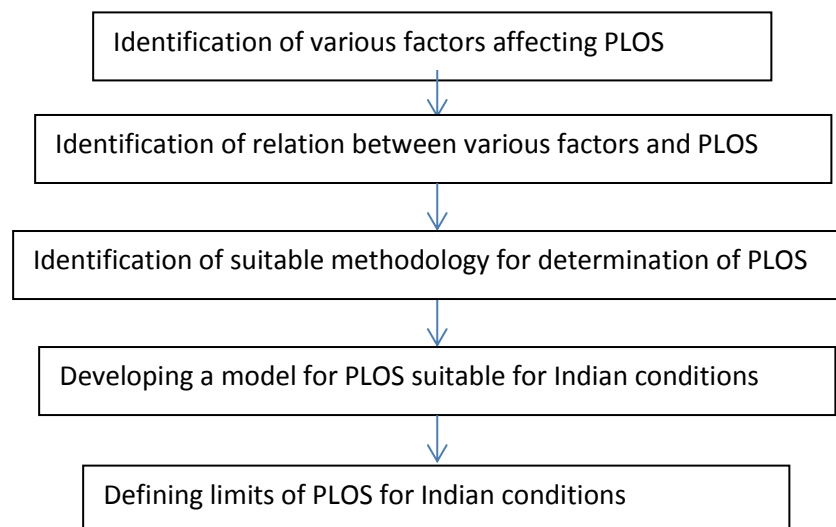 Identification of various factors affecting PLOS
Identification of relation between various factors and PLOS
Identification of suitable methodology for determination of PLOS
Developing a model for PLOS suitable for Indian conditions
Defining limits of PLOS for Indian conditions